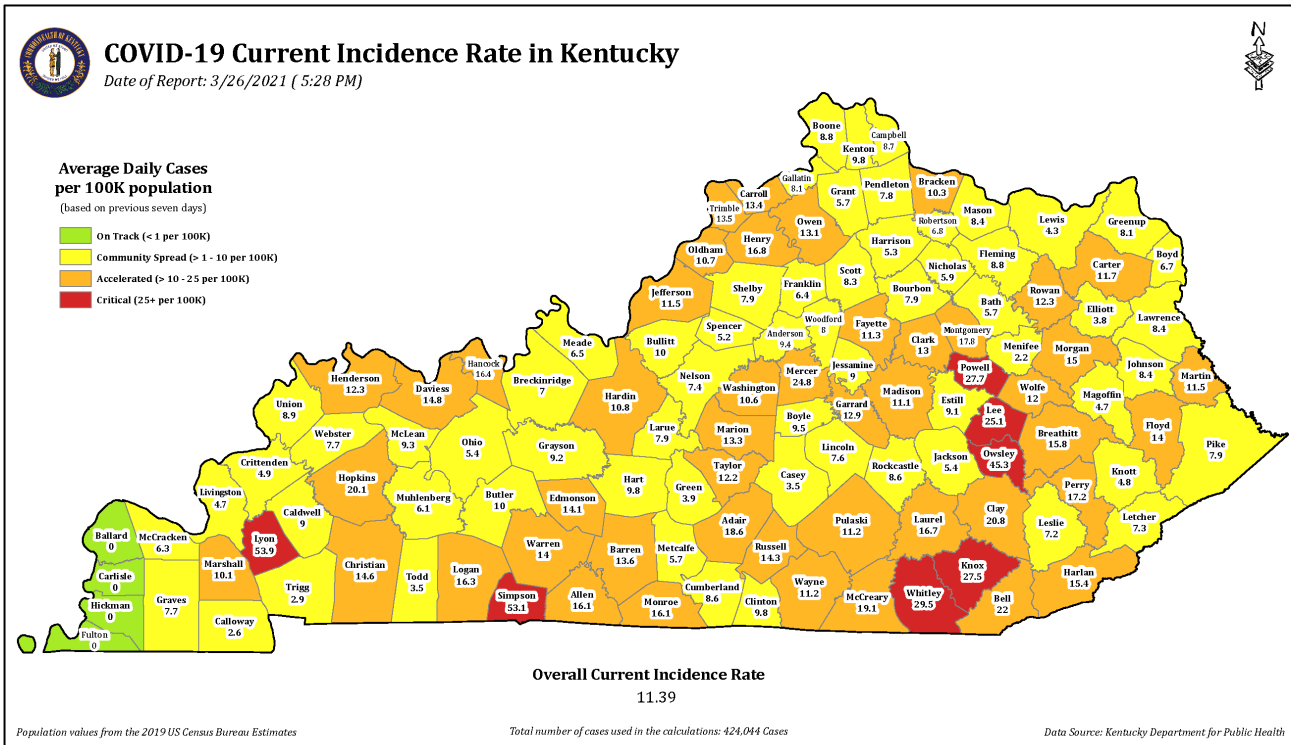 COVID-19 Current Incidence Rate in Kentucky
Date of Report: 3/26/2021 ( 5:28 PM)
N
Average Daily Cases
per 100K population
(based on previous seven days)
On Track (< 1 per 100K)
Community Spread (> 1 - 10 per 100K)
Accelerated (> 10 - 25 per 100K)
Critical (25+ per 100K)
Boone
8.8
Kenton
9.8
Campbell
8.7
Gallatin
8.1
Carroll
13.4
Trimble
13.5
Grant
5.7
Pendleton
7.8
Bracken
10.3
Owen
13.1
Robertson
6.8
Mason
8.4
Lewis
4.3
Greenup
8.1
Oldham
10.7
Henry
16.8
Harrison
5.3
Nicholas
5.9
Fleming
8.8
Carter
11.7
Boyd
6.7
Jefferson
11.5
Shelby
7.9
Franklin
6.4
Scott
8.3
Bourbon
7.9
Bath
5.7
Rowan
12.3
Elliott
3.8
Lawrence
8.4
Meade
6.5
Bullitt
10
Spencer
5.2
Anderson
9.4
Woodford
8
Fayette
11.3
Clark
13
Montgomery
17.8
Menifee
2.2
Morgan
15
Johnson
8.4
Martin
11.5
Hancock
16.4
Henderson
12.3
Daviess
14.8
Breckinridge
7
Hardin
10.8
Nelson
7.4
Washington
10.6
Mercer
24.8
Jessamine
9
Garrard
12.9
Madison
11.1
Estill
9.1
Powell
27.7
Wolfe
12
Lee
25.1
Magoffin
4.7
Union
8.9
Webster
7.7
McLean
9.3
Ohio
5.4
Grayson
9.2
Larue
7.9
Marion
13.3
Boyle
9.5
Lincoln
7.6
Rockcastle
8.6
Jackson
5.4
Owsley
45.3
Breathitt
15.8
Floyd
14
Pike
7.9
Crittenden
4.9
Livingston
4.7
Hopkins
20.1
Muhlenberg
6.1
Butler
10
Edmonson
14.1
Hart
9.8
Green
3.9
Taylor
12.2
Casey
3.5
Knott
4.8
Perry
17.2
Caldwell
9
Lyon
53.9
Ballard
0
McCracken
6.3
Marshall
10.1
Warren
14
Barren
13.6
Metcalfe
5.7
Adair
18.6
Russell
14.3
Pulaski
11.2
Laurel
16.7
Clay
20.8
Leslie
7.2
Letcher
7.3
Carlisle
0
Hickman
0
Fulton
0
Graves
7.7
Calloway
2.6
Trigg
2.9
Christian
14.6
Todd
3.5
Logan
16.3
Simpson
53.1
Allen
16.1
Monroe
16.1
Cumberland
8.6
Clinton
9.8
Wayne
11.2
McCreary
19.1
Whitley
29.5
Knox
27.5
Bell
22
Harlan
15.4
Overall Current Incidence Rate
11.39
Population values from the 2019 US Census Bureau Estimates
Total number of cases used in the calculations: 424,044 Cases
Data Source: Kentucky Department for Public Health